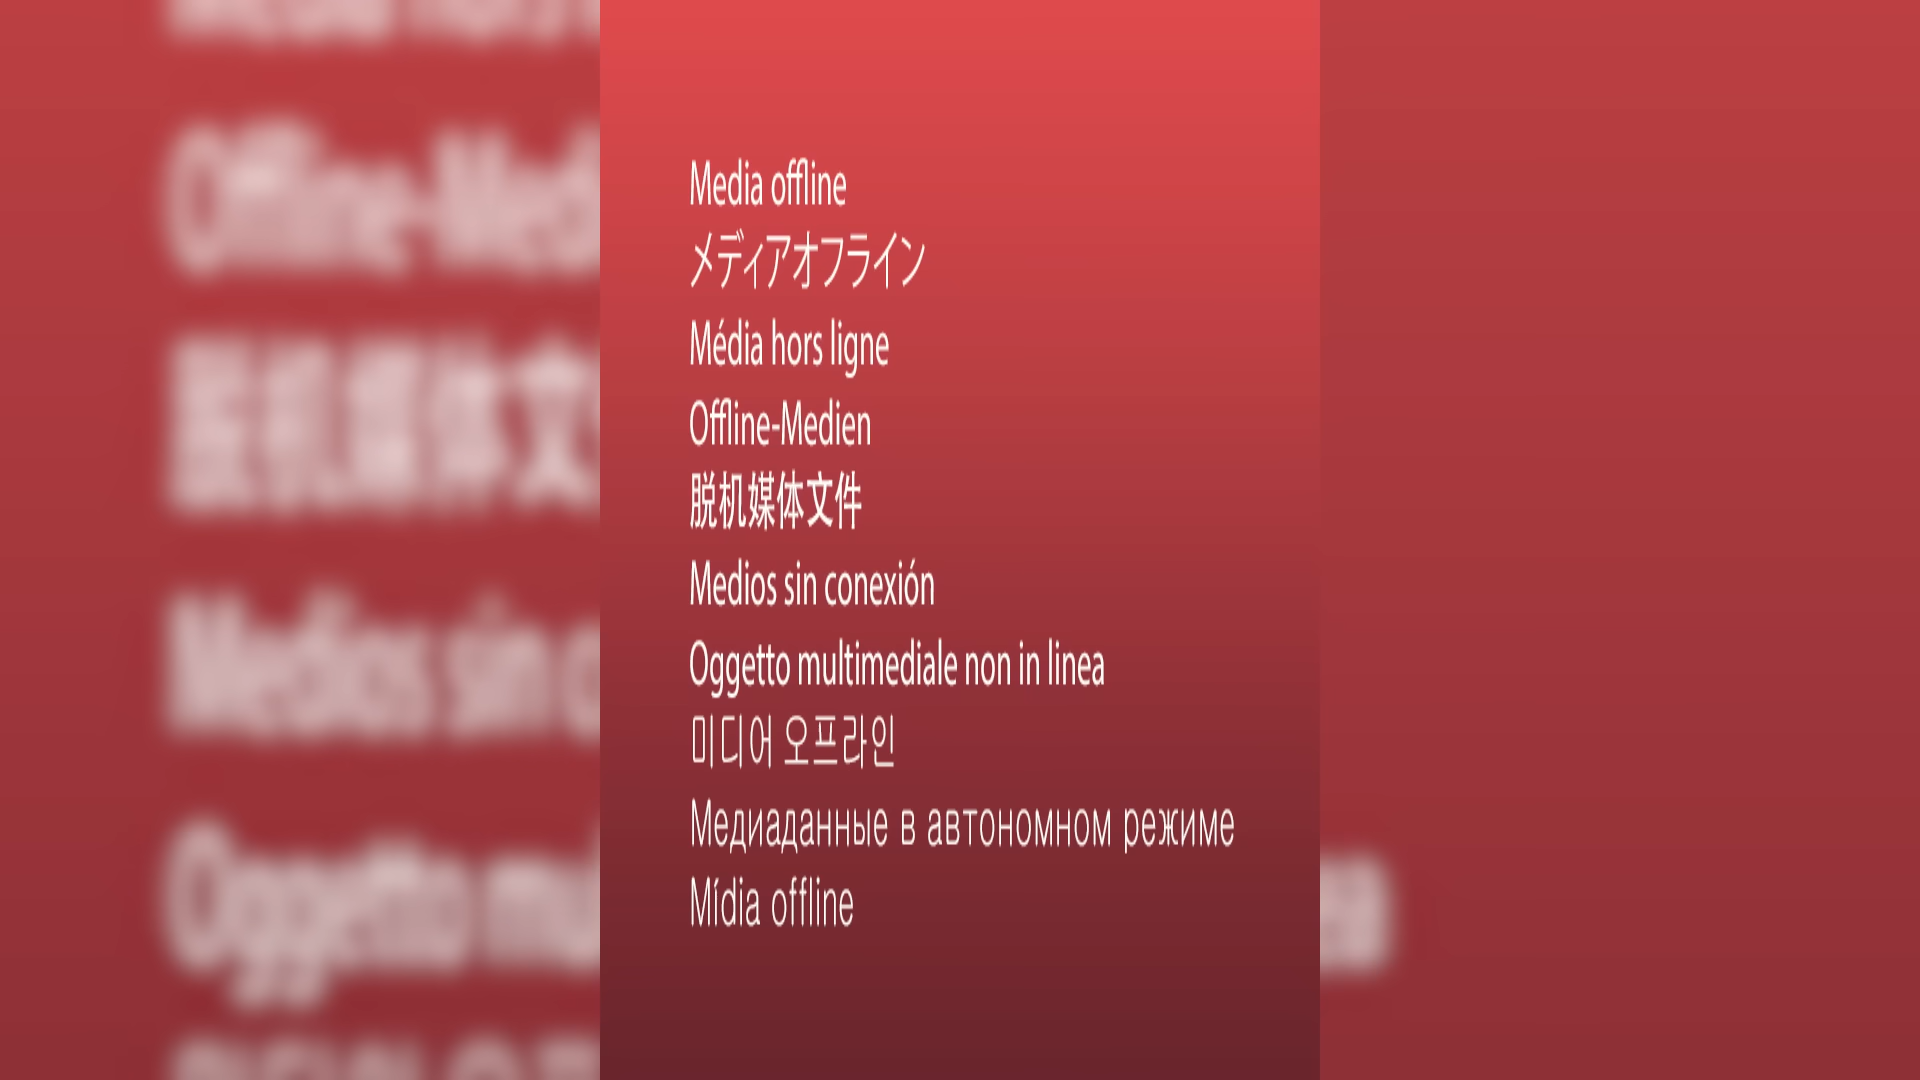 Media offline
メディアオフライン
Média hors ligne
Offline-Medien
脱机媒体文件
Medios sin conexión
Oggetto multimediale non in linea
미디어 오프라인
Медиаданные в автономном режиме
Mídia offline